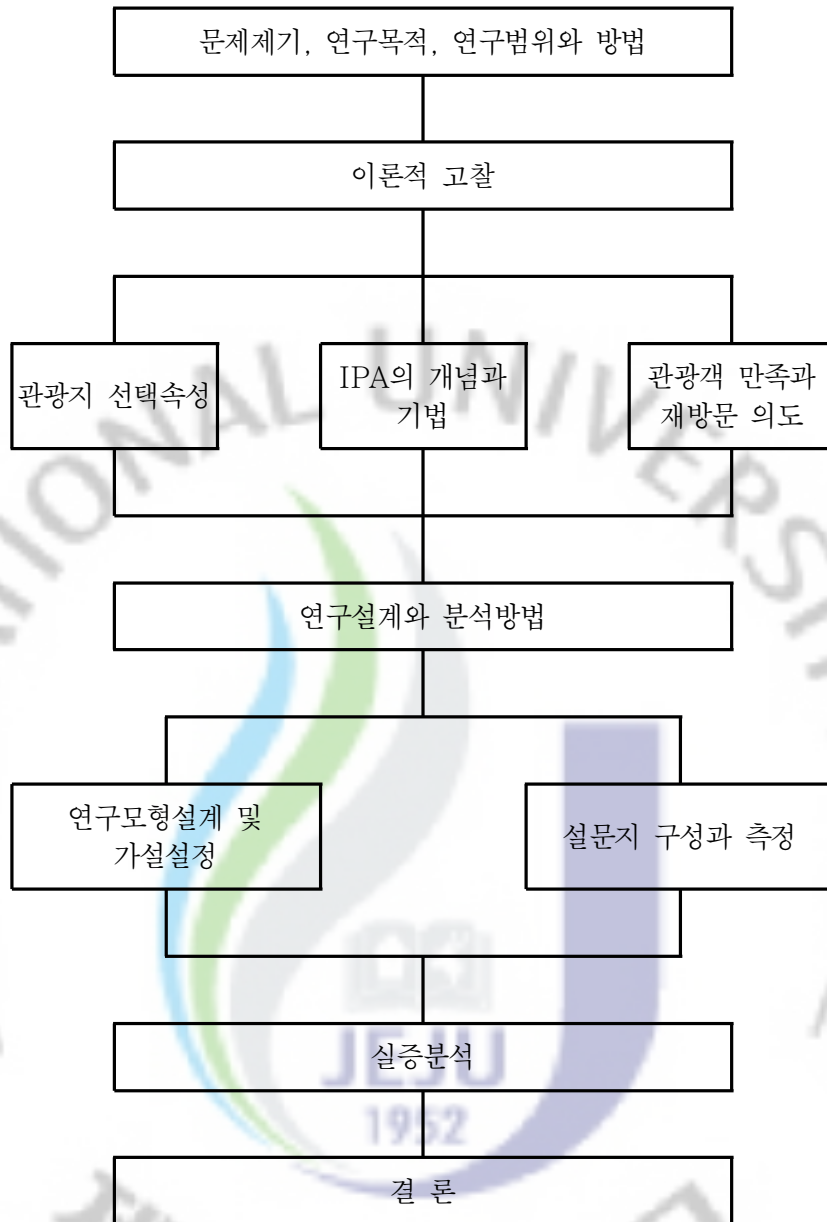 문제제기, 연구목적, 연구범위와 방법
이론적 고찰
관광지 선택속성
IPA의 개념과
기법
관광객 만족과
재방문 의도
연구설계와 분석방법
연구모형설계 및
가설설정
설문지 구성과 측정
실증분석
결 론
NATIONAL UNIVERSITY
JEJU
1952